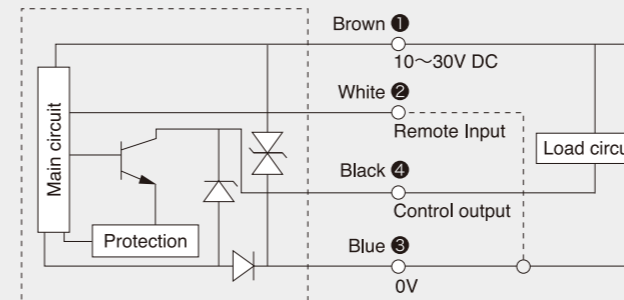 Brown ❶
10～30V DC
White ❷
Remote Input
Main circuit
Load
Black ❹
Control output
Protection
Blue ❸
0V